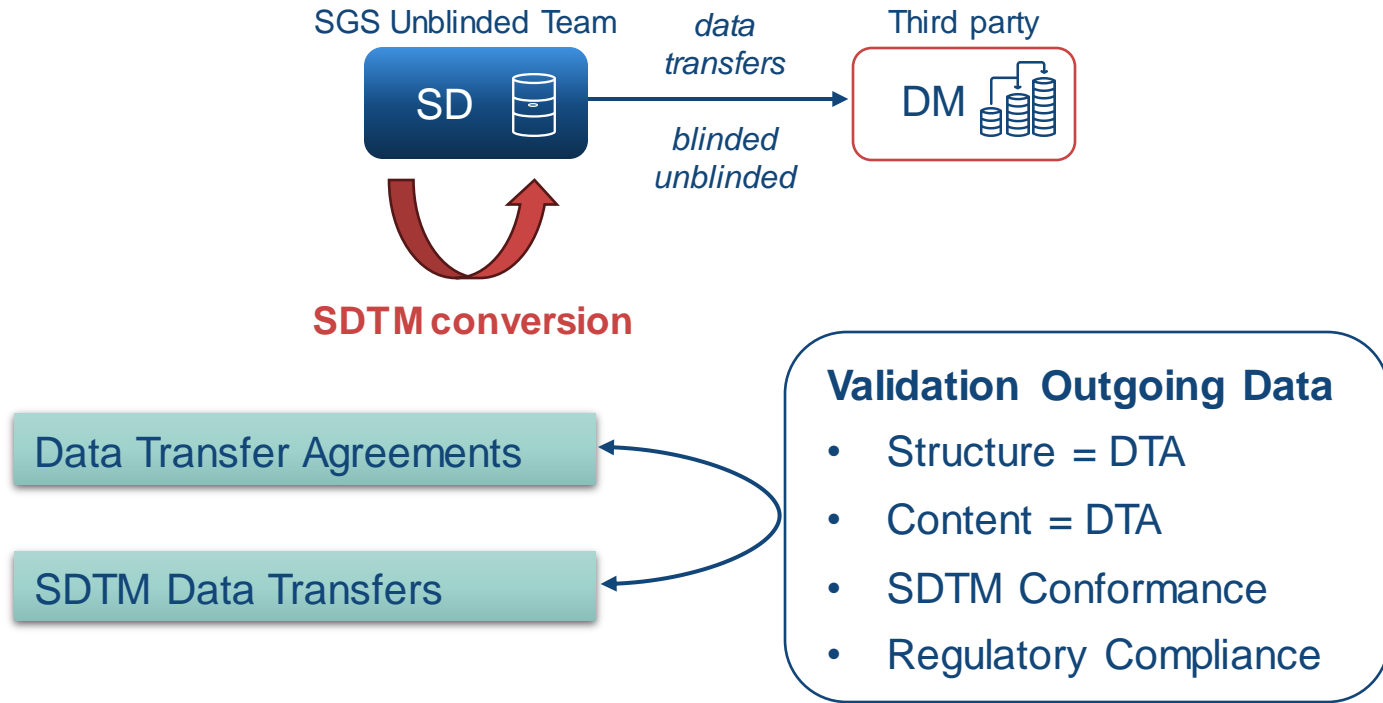 SGS Unblinded Team
data
transfers
Third party
SD
DM
blinded
unblinded
SDTM conversion
Validation Outgoing Data
• Structure = DTA
• Content = DTA
• SDTM Conformance
• Regulatory Compliance
Data Transfer Agreements
SDTM Data Transfers